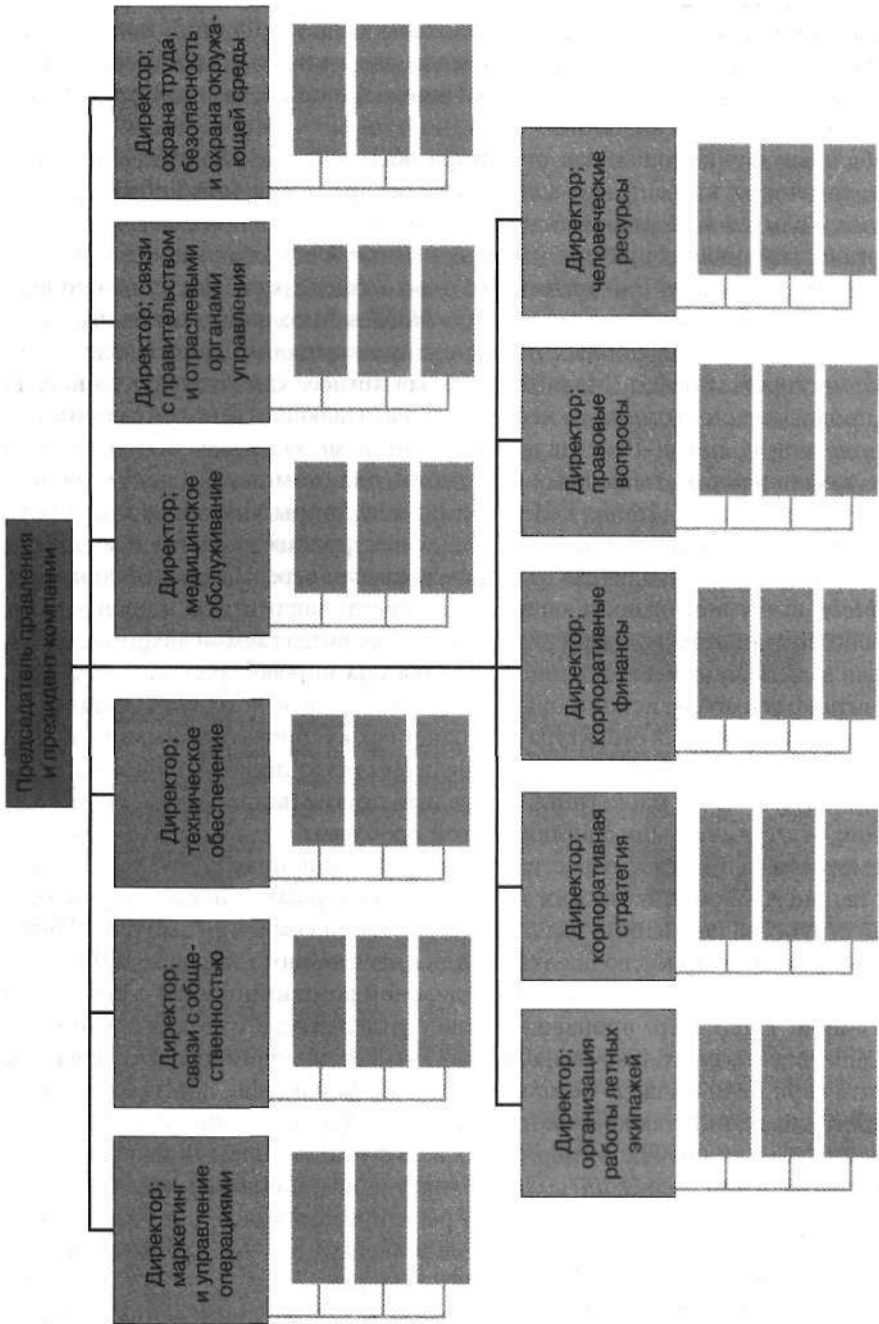 Председатель правления
и президент компании
Директор;
маркетинг
и управление
операциями
Директор;
связи с обще-
ственностью
Директор;
техническое
обеспечение
Директор;
медицинское
обслуживание
Директор; связи
с правительством
и отраслевыми
органами
управления
Директор;
охрана труда,
безопасность
и охрана окружа-
ющей среды
Директор;
организация
работы летных
экипажей
Директор;
корпоративная
стратегия
Директор;
корпоративные
финансы
Директор;
правовые
вопросы
Директор;
человеческие
ресурсы